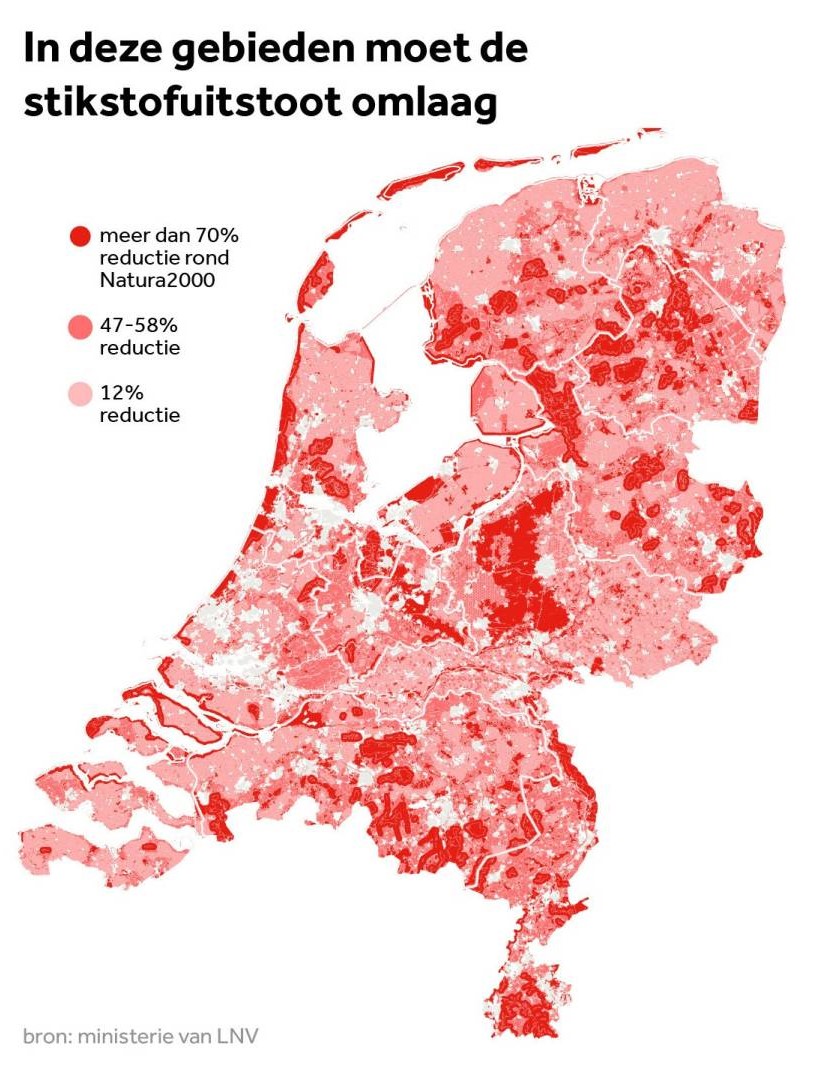 In deze gebieden moet de
stikstofuitstoot omlaag
meer dan 70%
reductie rond
Natura2000
47-58%
reductie
12%
reductie
bron: ministerie van LNV